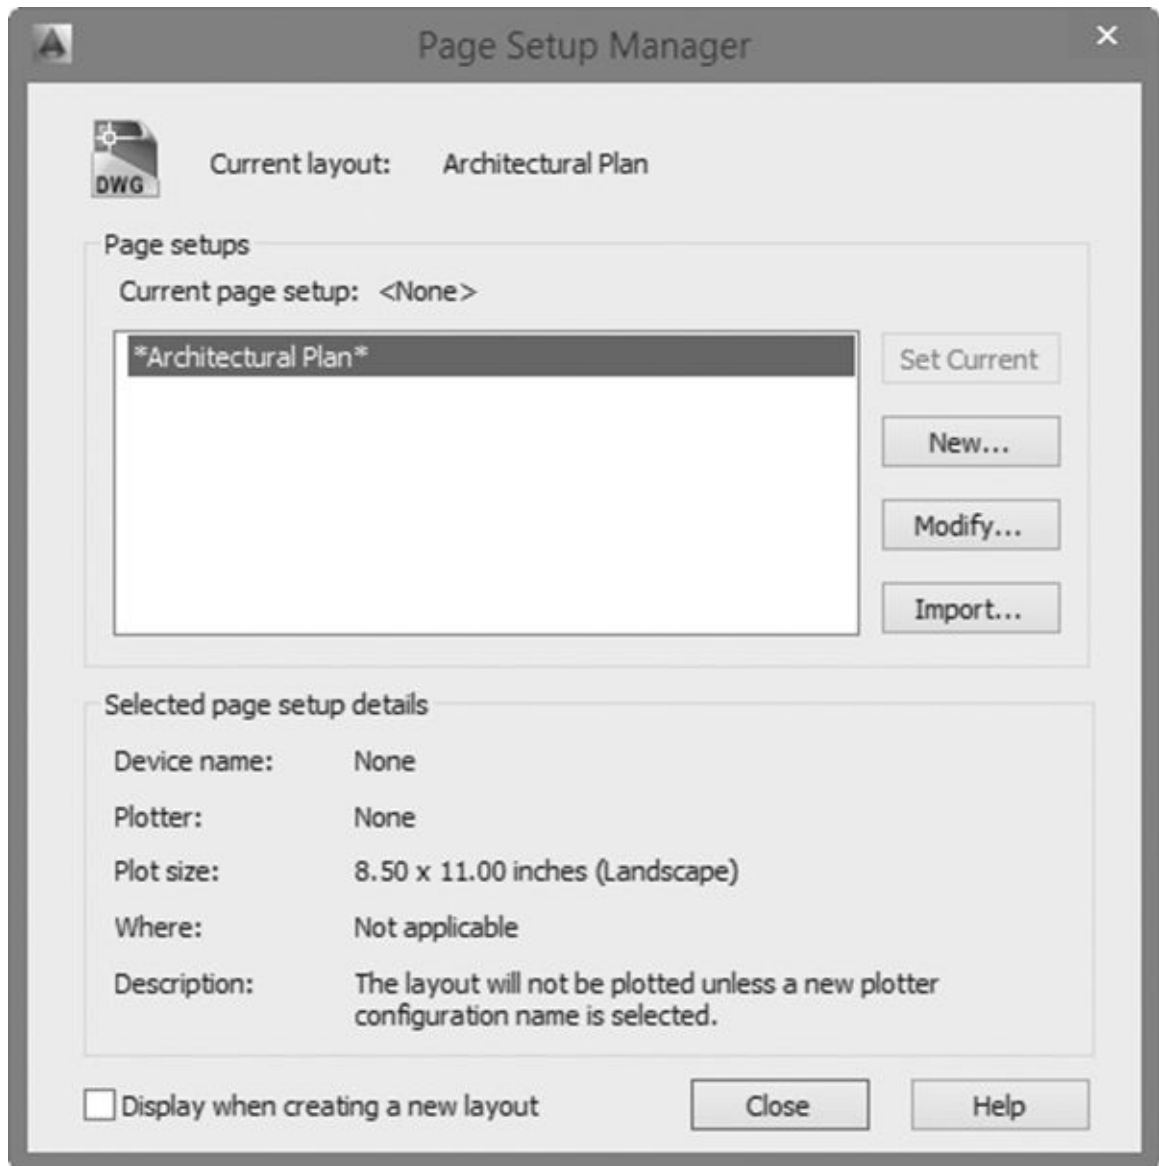 Page Setup Manager
DWG
Current layout: Architectural Plan
Page setups
Current page setup: <None>
*Architectural Plan*
Set Current
New...
Modify...
Import...
Selected page setup details
Device name: None
Plotter: None
Plot size: 8.50 x 11.00 inches (Landscape)
Where: Not applicable
Description: The layout will not be plotted unless a new plotter
configuration name is selected.
Display when creating a new layout
Close
Help